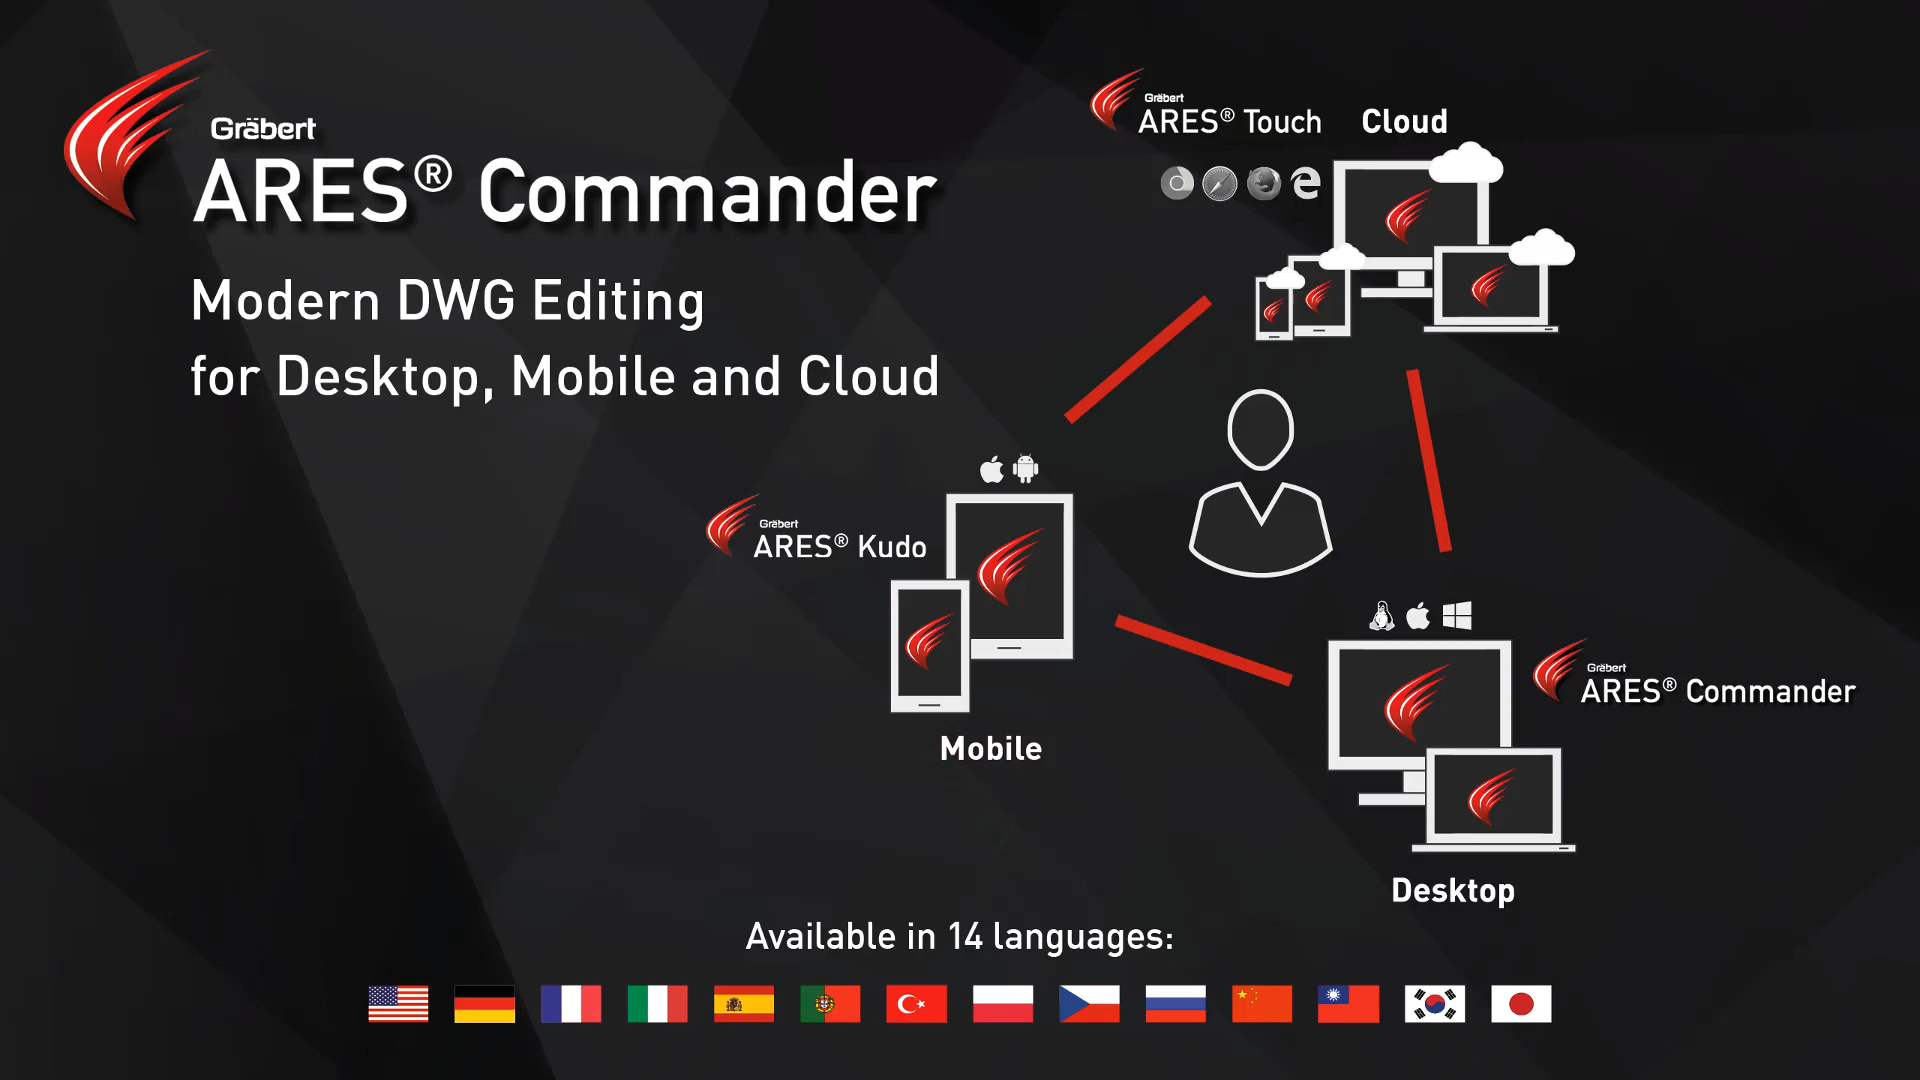 Gräbert
ARES® Commander
Modern DWG Editing
for Desktop, Mobile and Cloud
Gräbert
ARES® Touch
Cloud
Gräbert
ARES® Kudo
Mobile
Gräbert
ARES® Commander
Desktop
Available in 14 languages: